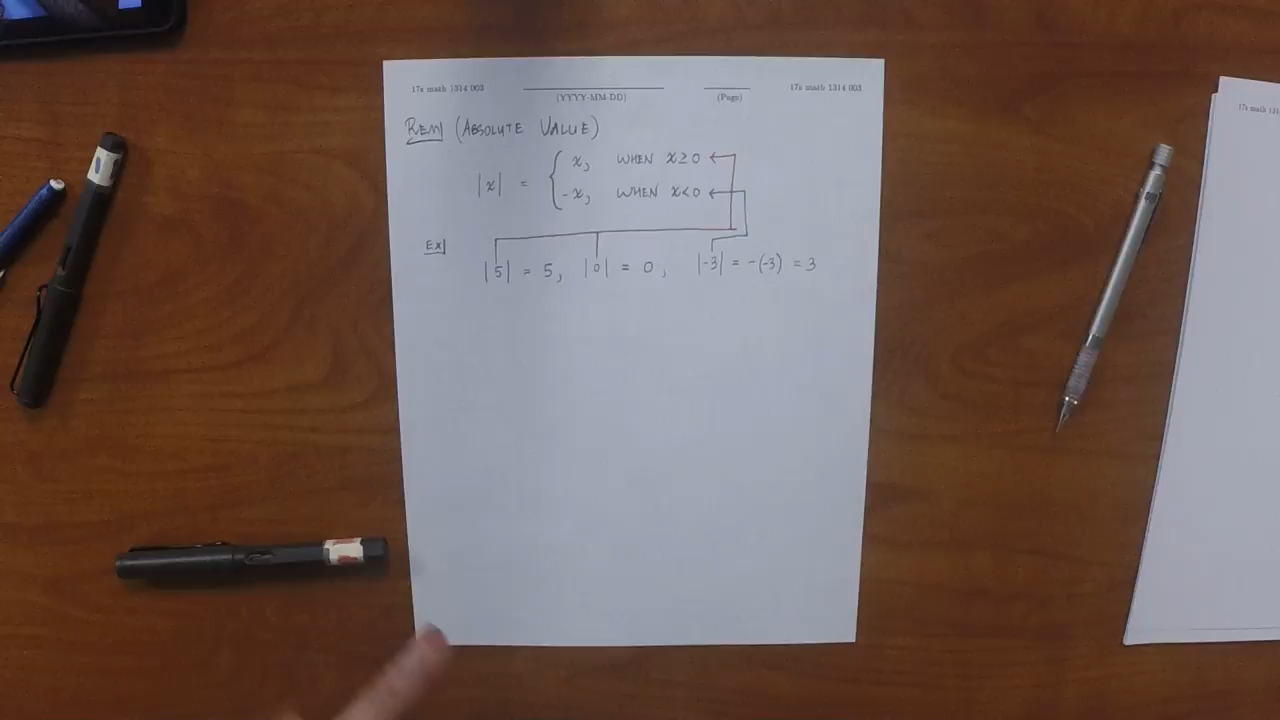 17s math 1314 003 (YYYY-MM-DD) (Page) 17s math 1314 003
REM (ABSOLUTE VALUE)
|x| = { x, WHEN x ≥ 0
-x, WHEN x < 0
EX
|5| = 5, |0| = 0, |-3| = -(-3) = 3